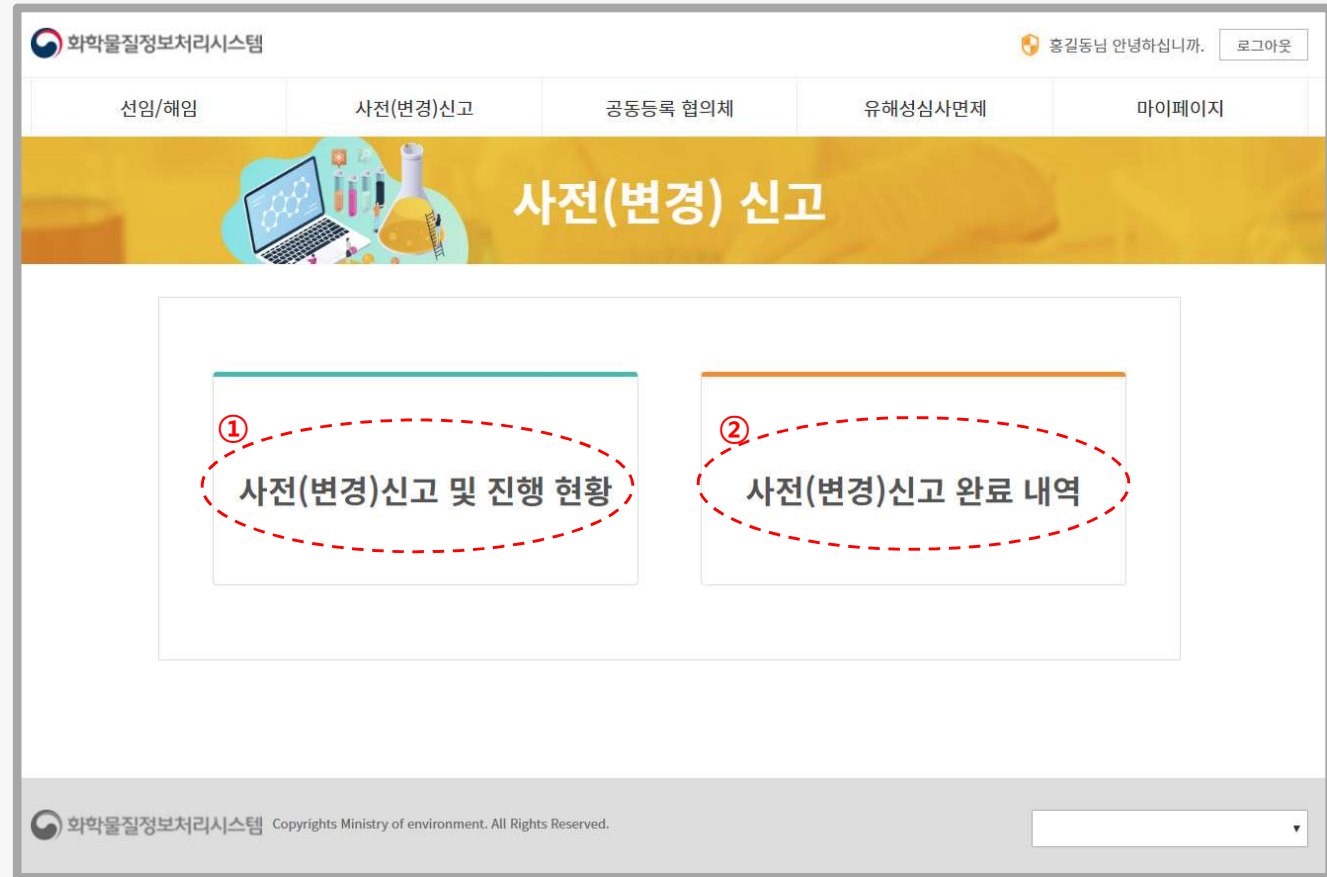 화학물질정보처리시스템
홍길동님 안녕하십니까. 로그아웃
선임/해임 사전(변경)신고 공동등록 협의체 유해성심사면제 마이페이지
사전(변경) 신고
①
사전(변경)신고 및 진행 현황
②
사전(변경)신고 완료 내역
화학물질정보처리시스템 Copyrights Ministry of environment. All Rights Reserved.